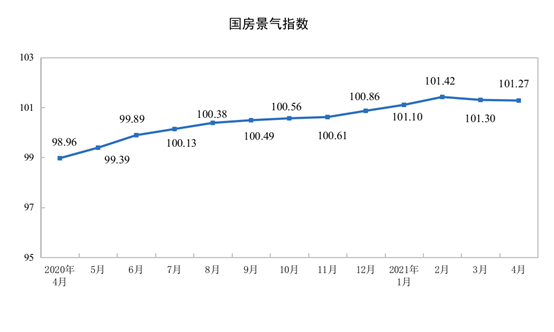 国房景气指数
103
101
99
97
95
98.96
99.39
99.89
100.13
100.38
100.49
100.56
100.61
100.86
101.10
101.42
101.30
101.27
2020年
4月
5月
6月
7月
8月
9月
10月
11月
12月
2021年
1月
2月
3月
4月